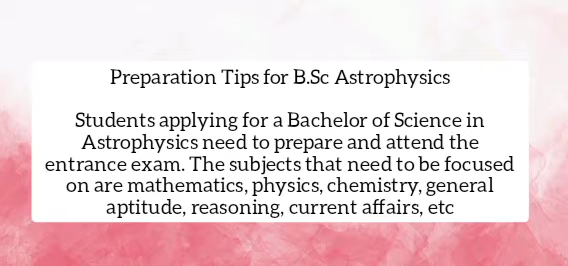 Preparation Tips for B.Sc Astrophysics
Students applying for a Bachelor of Science in
Astrophysics need to prepare and attend the
entrance exam. The subjects that need to be focused
on are mathematics, physics, chemistry, general
aptitude, reasoning, current affairs, etc